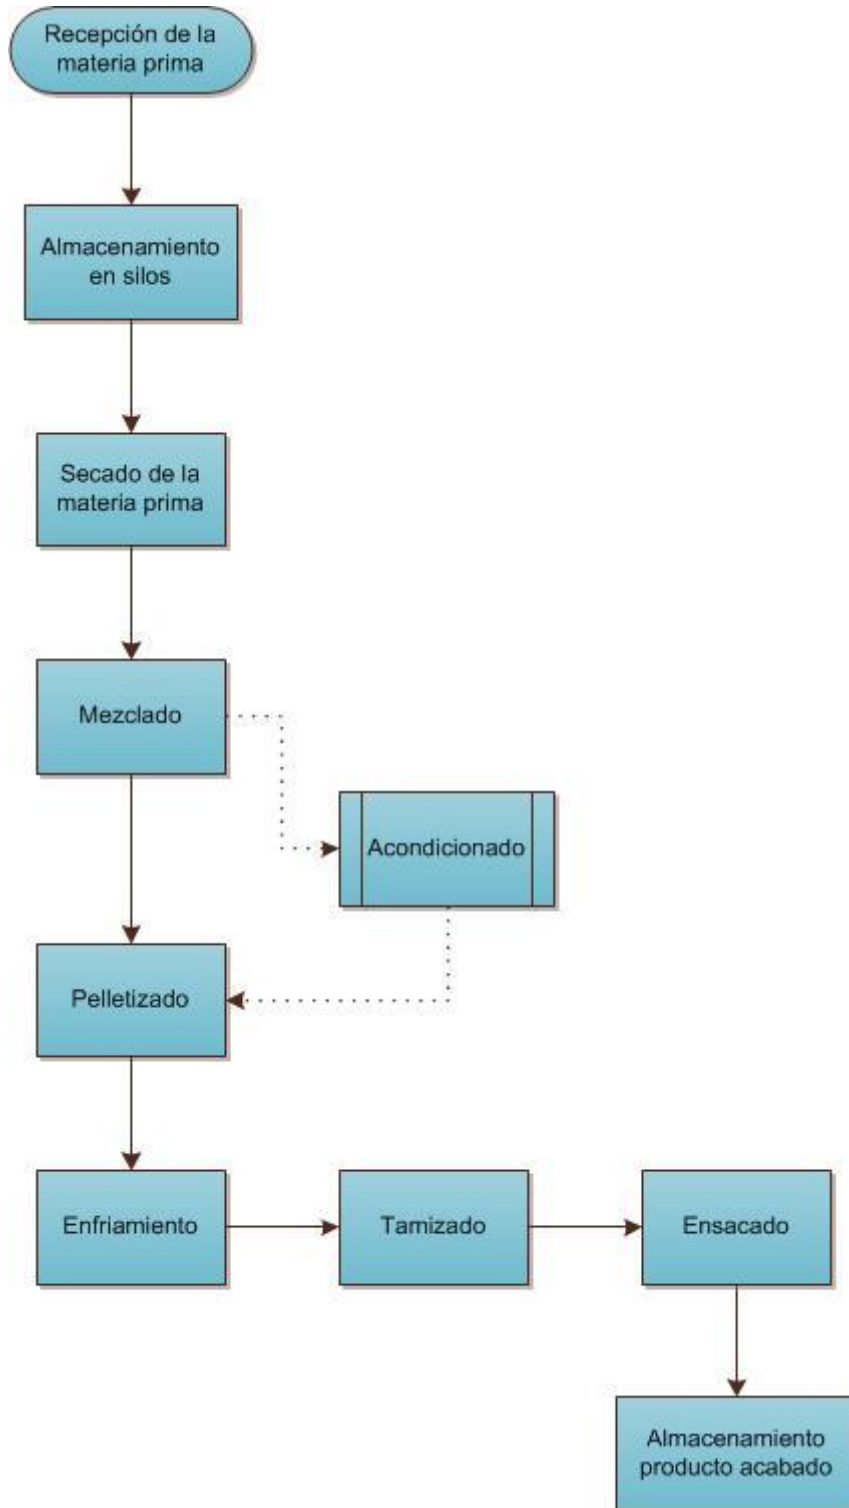 Recepción de la
materia prima
Almacenamiento
en silos
Secado de la
materia prima
Mezclado
Acondicionado
Pelletizado
Enfriamiento
Tamizado
Ensacado
Almacenamiento
producto acabado